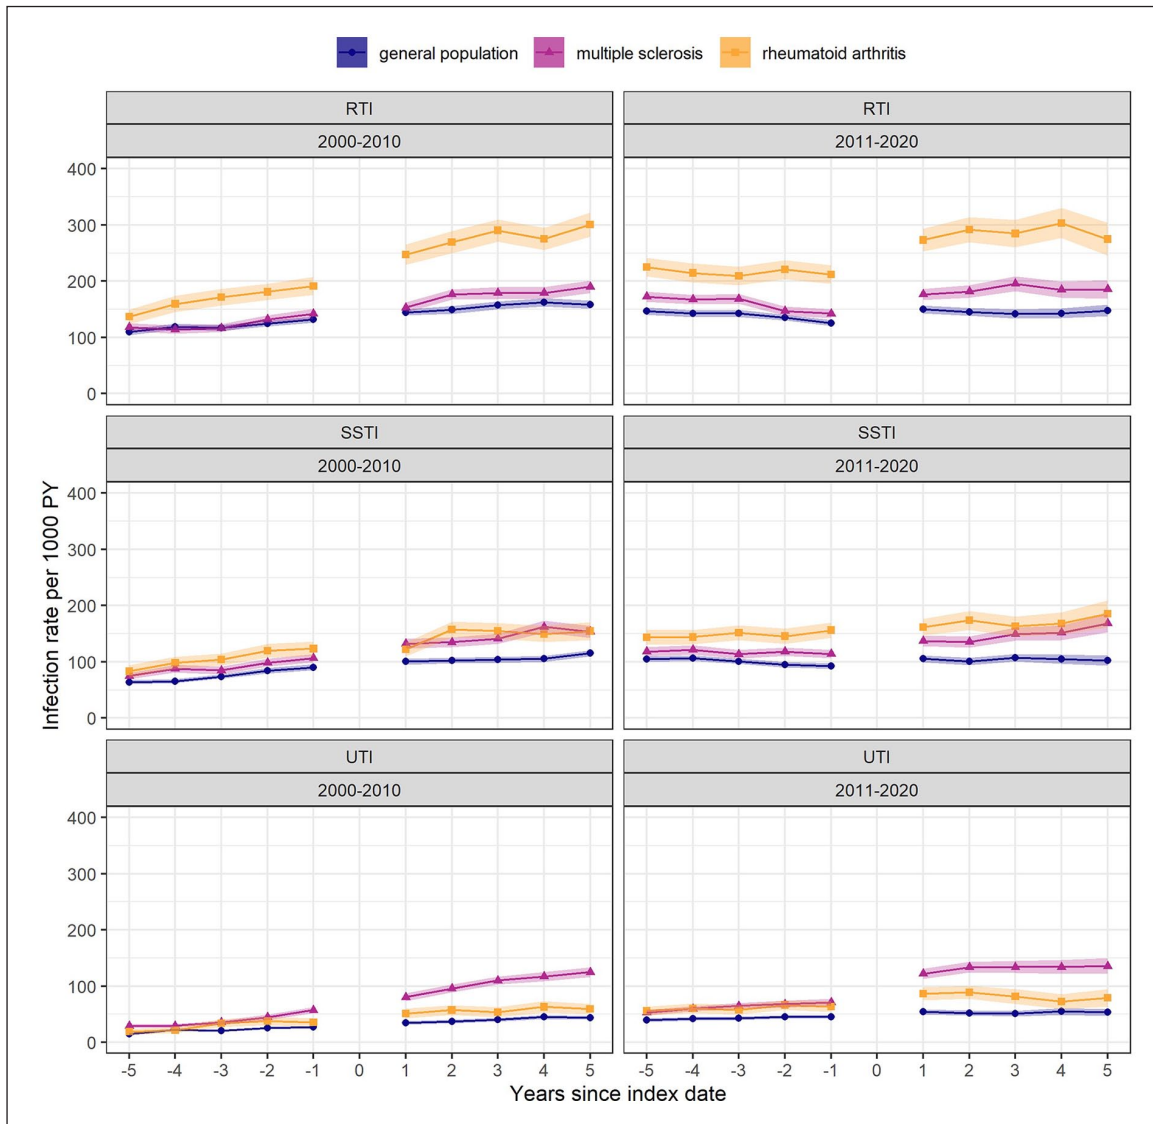 general population multiple sclerosis rheumatoid arthritis
RTI RTI
2000-2010 2011-2020
400
300
200
100
0
SSTI SSTI
2000-2010 2011-2020
400
300
200
100
0
Infection rate per 1000 PY
UTI UTI
2000-2010 2011-2020
400
300
200
100
0
-5 -4 -3 -2 -1 0 1 2 3 4 5 -5 -4 -3 -2 -1 0 1 2 3 4 5
Years since index date